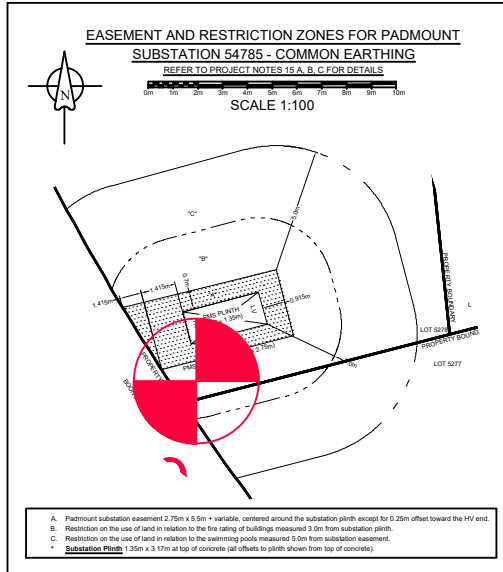 EASEMENT AND RESTRICTION ZONES FOR PADMOUNT
SUBSTATION 54785 - COMMON EARTHING
REFER TO PROJECT NOTES 15 A, B, C FOR DETAILS
N
0m 1m 2m 3m 4m 5m 6m 7m 8m 9m 10m
SCALE 1:100
"C"
5.0m
"B"
0.7m
1.415m
1.415m
0.915m
PMS PLINTH
x 1.35m)
PROPERTY BOUNDARY
L
LOT 5278
PROPERTY BOUND
LOT 5277
x 2.75m)
PMS
PROPERTY
A. Padmount substation easement 2.75m x 5.5m + variable, centered around the substation plinth except for 0.25m offset toward the HV end.
B. Restriction on the use of land in relation to the fire rating of buildings measured 3.0m from substation plinth.
C. Restriction on the use of land in relation to the swimming pools measured 5.0m from substation easement.
* Substation Plinth 1.35m x 3.17m at top of concrete (all offsets to plinth shown from top of concrete).